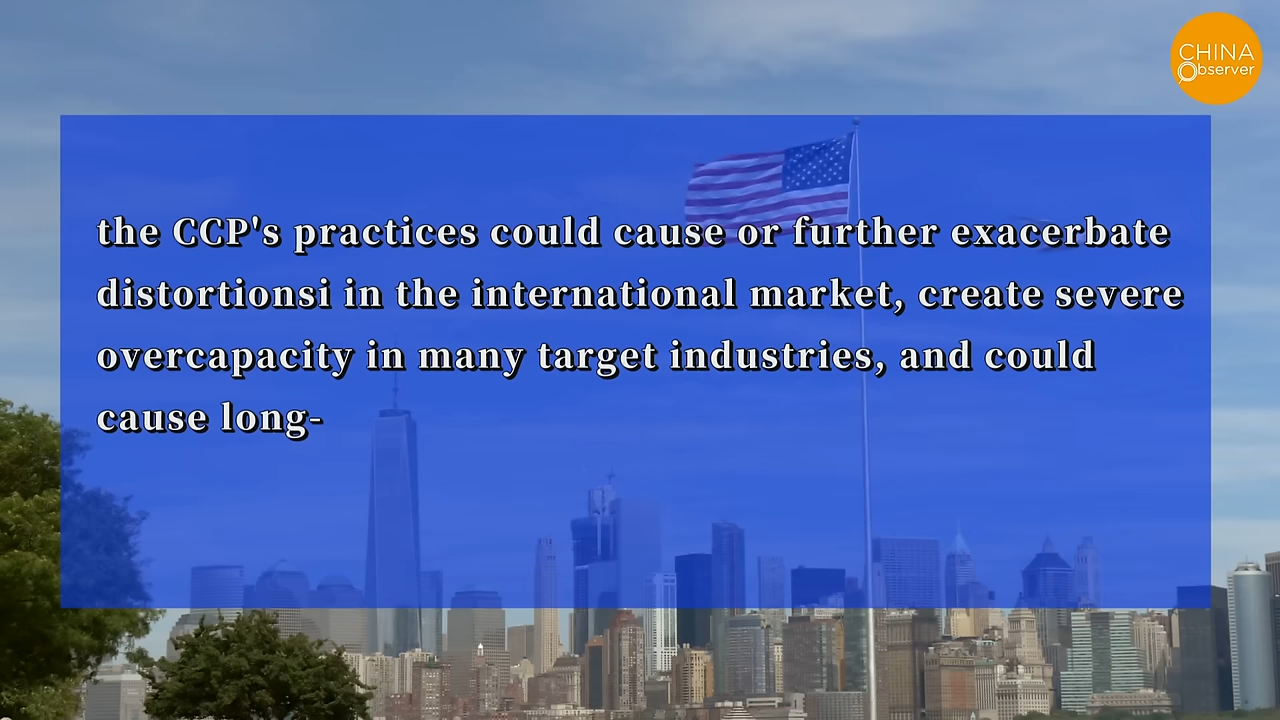 CHINA
Observer
the CCP's practices could cause or further exacerbate
distortionsi in the international market, create severe
overcapacity in many target industries, and could
cause long-